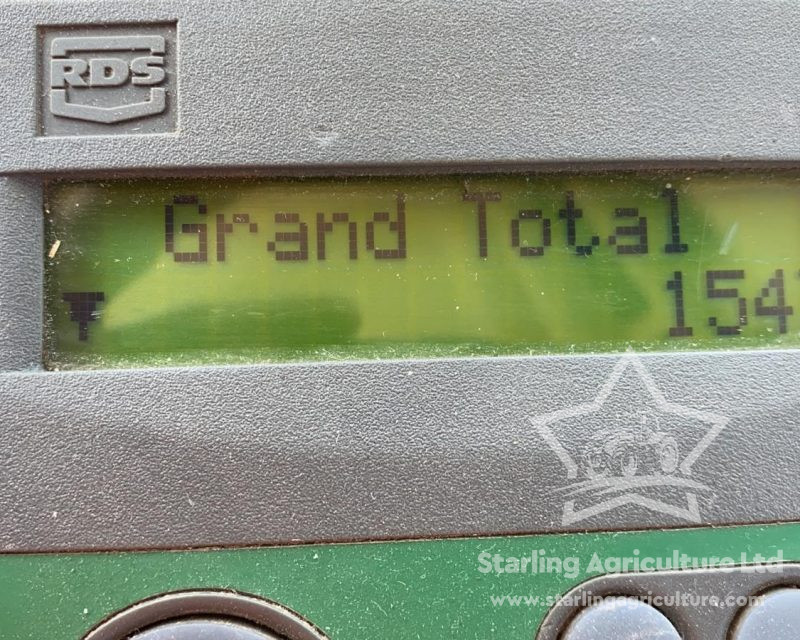 RDS
Grand Total
154
Starling Agriculture Ltd
www.starlingagriculture.com